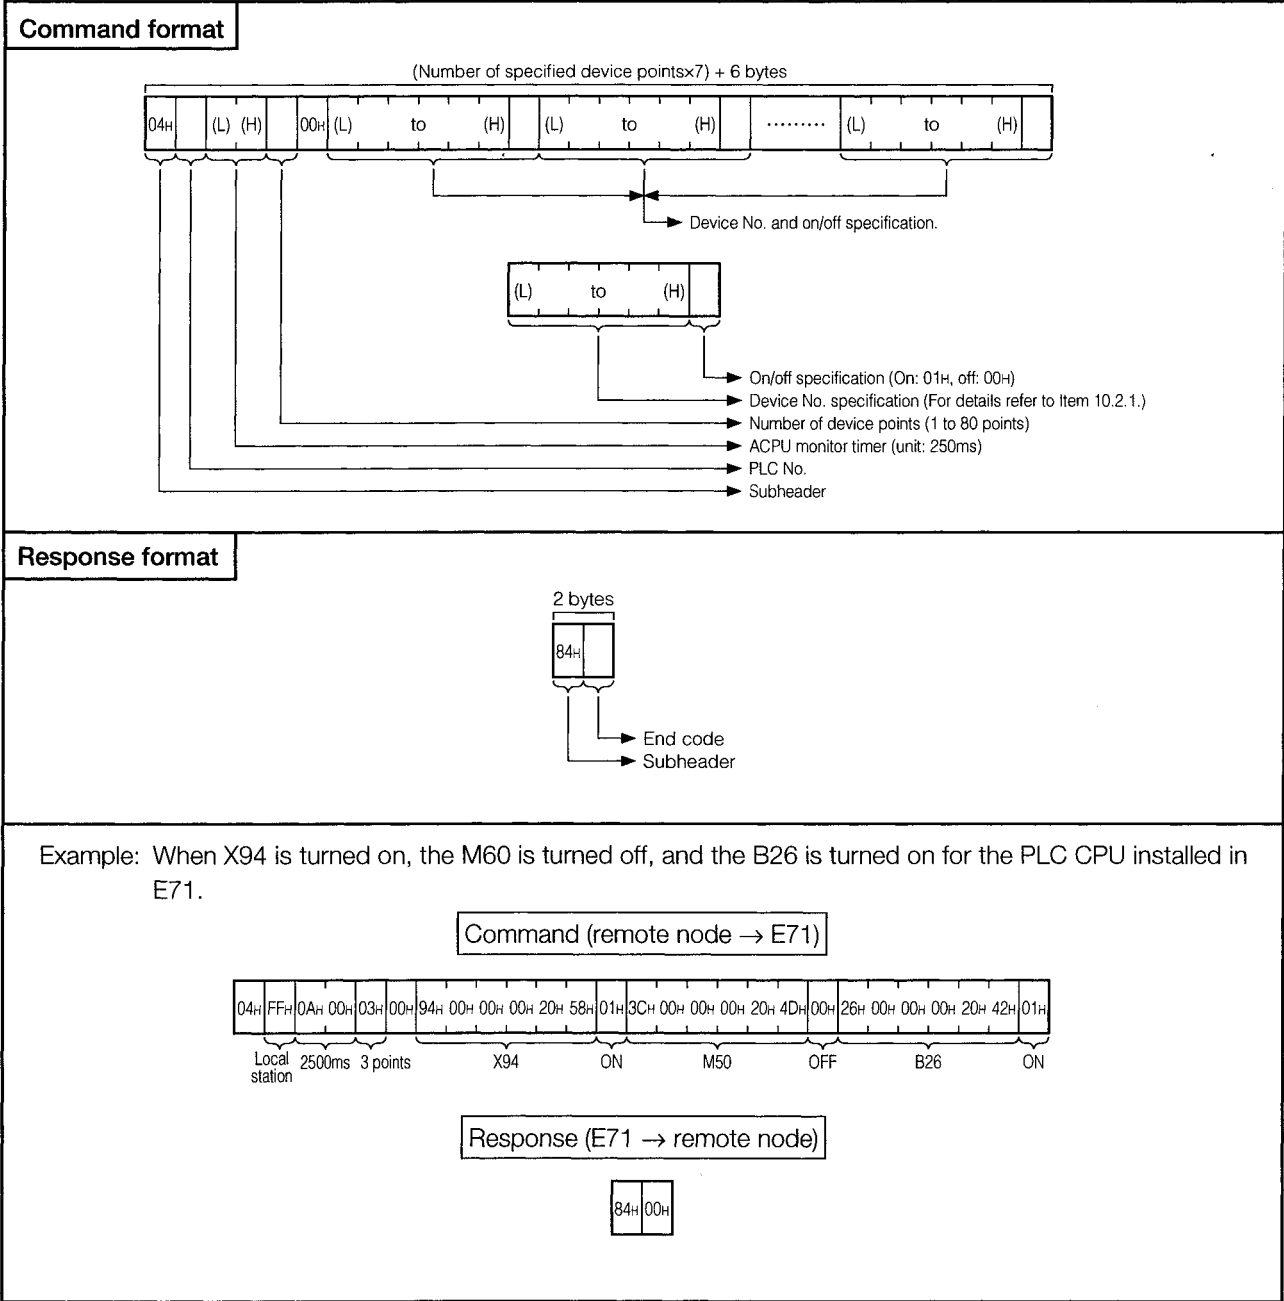 Command format
(Number of specified device points×7) + 6 bytes
04H (L) (H) 00H (L) to (H) (L) to (H) ········· (L) to (H)
Device No. and on/off specification.
(L) to (H)
On/off specification (On: 01H, off: 00H)
Device No. specification (For details refer to Item 10.2.1.)
Number of device points (1 to 80 points)
ACPU monitor timer (unit: 250ms)
PLC No.
Subheader
Response format
2 bytes
84H
End code
Subheader
Example: When X94 is turned on, the M60 is turned off, and the B26 is turned on for the PLC CPU installed in
E71.
Command (remote node → E71)
04H FFH 0AH 00H 03H 00H 94H 00H 00H 00H 20H 58H 01H 3CH 00H 00H 00H 20H 4DH 00H 26H 00H 00H 00H 20H 42H 01H
Local 2500ms 3 points X94 ON M50 OFF B26 ON
station
Response (E71 → remote node)
84H 00H